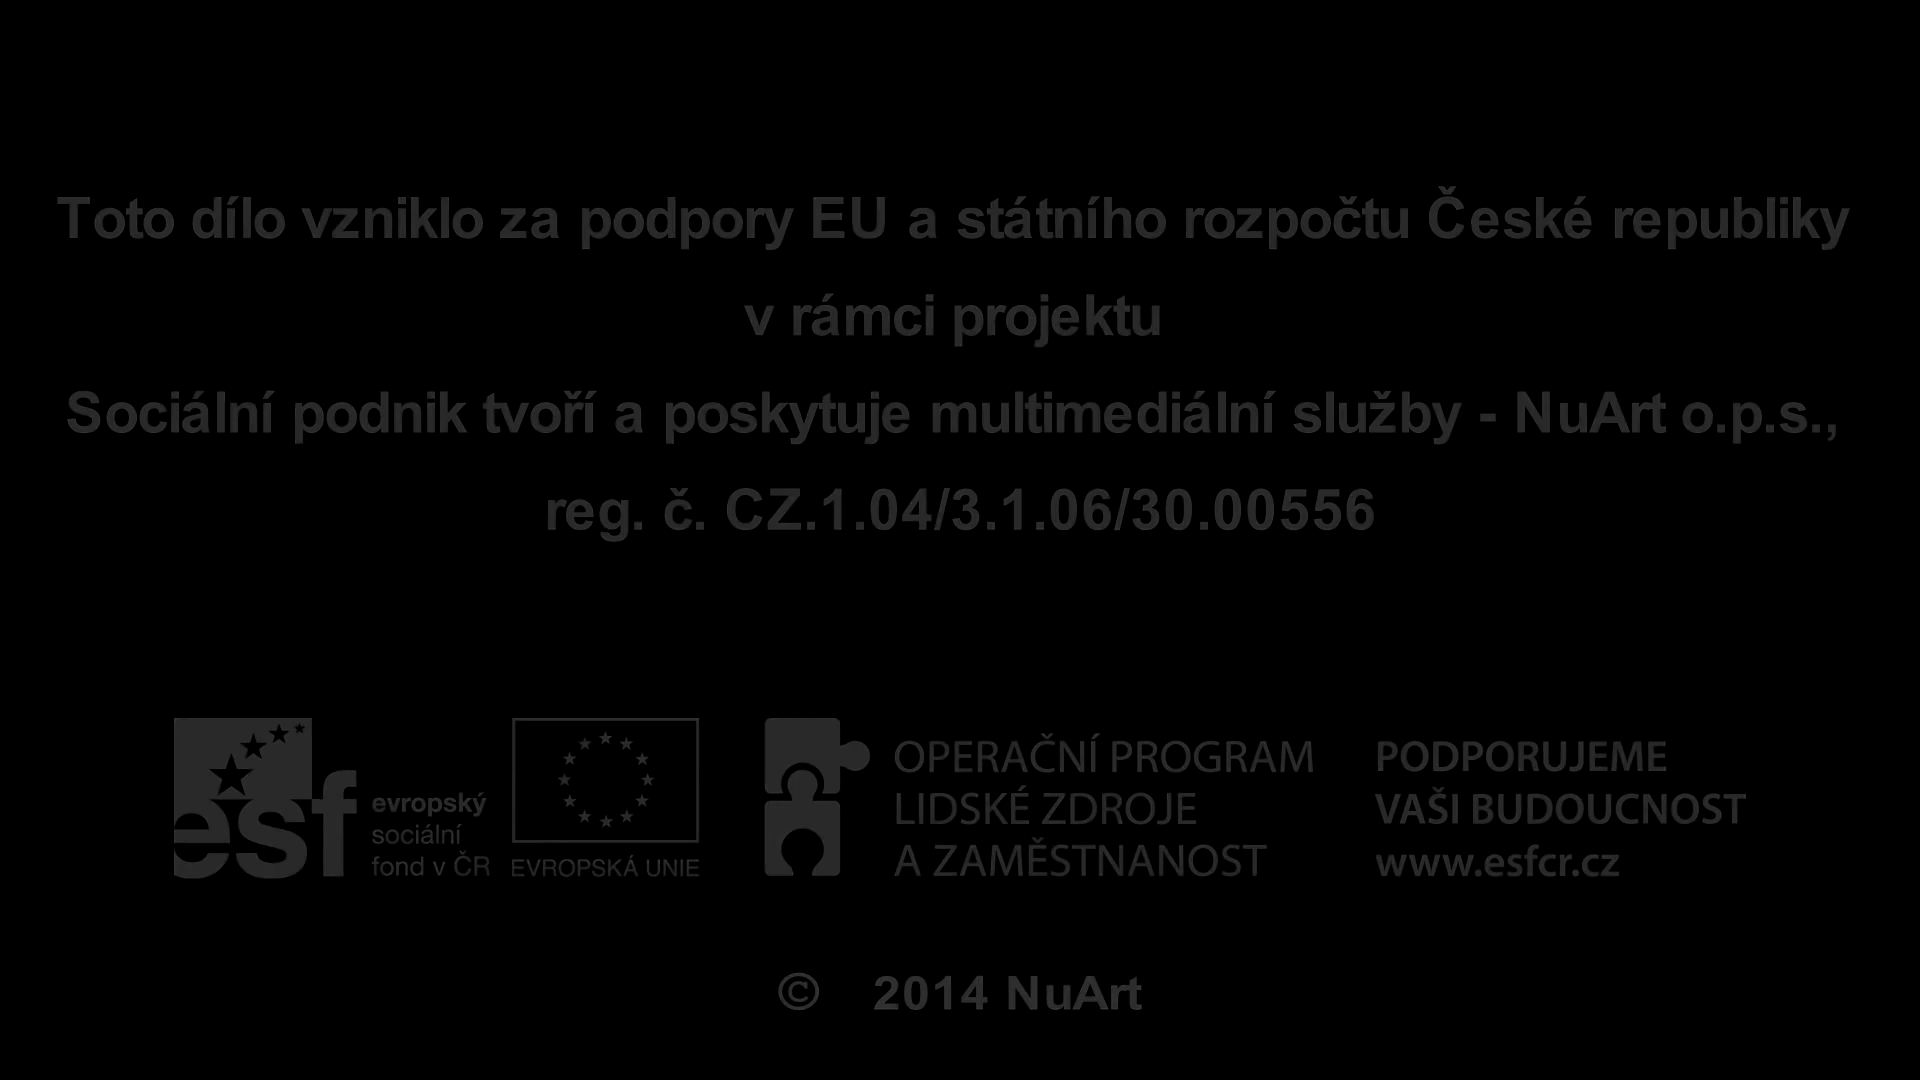 Toto dílo vzniklo za podpory EU a státního rozpočtu České republiky
v rámci projektu
Sociální podnik tvoří a poskytuje multimediální služby - NuArt o.p.s.,
reg. č. CZ.1.04/3.1.06/30.00556
esf evropský
sociální
fond v ČR
EVROPSKÁ UNIE
OPERAČNÍ PROGRAM
LIDSKÉ ZDROJE
A ZAMĚSTNANOST
PODPORUJEME
VAŠI BUDOUCNOST
www.esfcr.cz
© 2014 NuArt